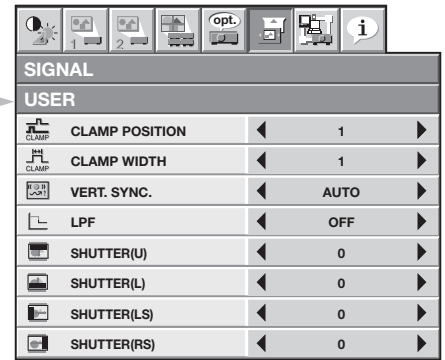 1 2 opt. i
SIGNAL
USER
CLAMP CLAMP POSITION 1
CLAMP CLAMP WIDTH 1
VERT. SYNC. AUTO
LPF OFF
SHUTTER(U) 0
SHUTTER(L) 0
SHUTTER(LS) 0
SHUTTER(RS) 0